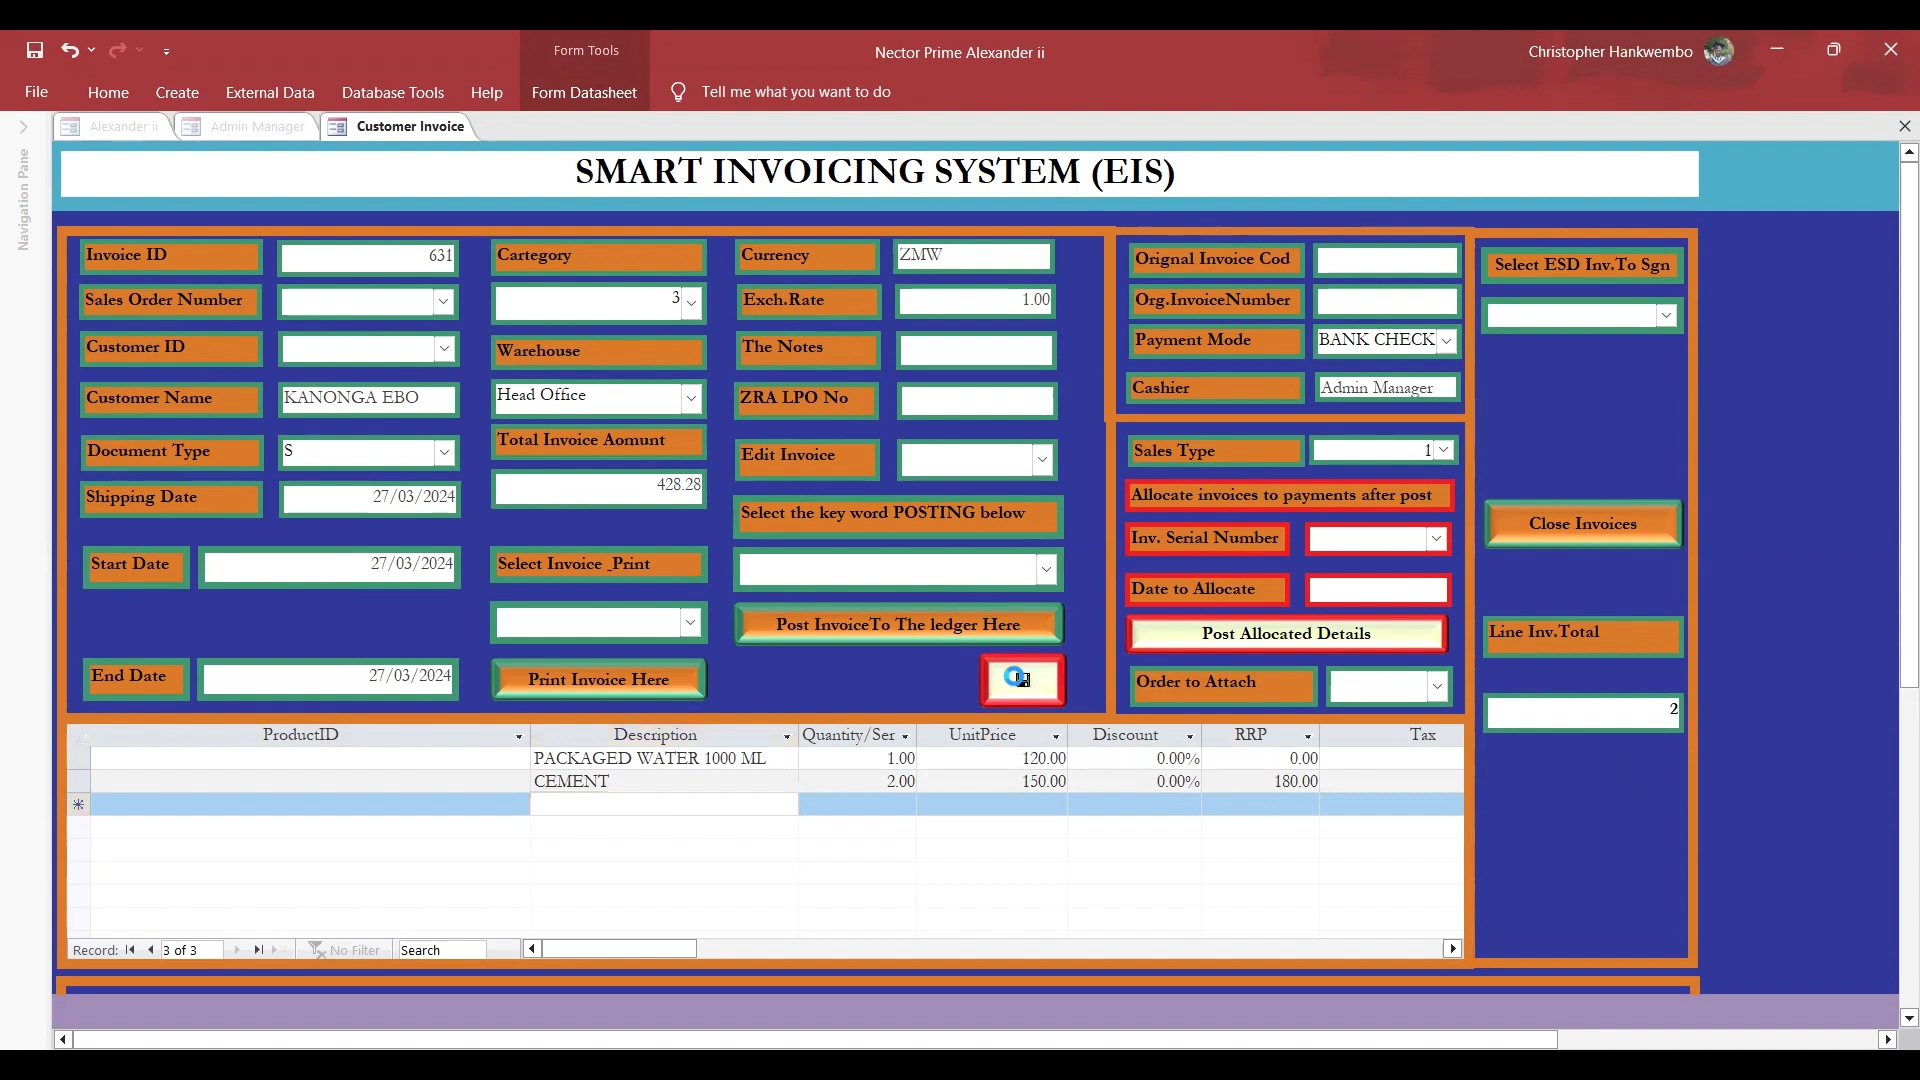 Form Tools
Nector Prime Alexander ii
Christopher Hankwembo
File Home Create External Data Database Tools Help Form Datasheet Tell me what you want to do
Alexander ii Admin Manager Customer Invoice
Navigation Pane
SMART INVOICING SYSTEM (EIS)
Invoice ID 631 Cartegory Currency ZMW Orignal Invoice Cod Select ESD Inv.To Sgn
Sales Order Number 3 Exch.Rate 1.00 Org.InvoiceNumber
Customer ID Warehouse The Notes Payment Mode BANK CHECK
Customer Name KANONGA EBO Head Office ZRA LPO No Cashier Admin Manager
Total Invoice Aomunt
Document Type S Edit Invoice Sales Type 1
Shipping Date 27/03/2024 428.28 Allocate invoices to payments after post
Select the key word POSTING below Close Invoices
Inv. Serial Number
Start Date 27/03/2024 Select Invoice _Print
Date to Allocate
Post InvoiceTo The ledger Here Post Allocated Details Line Inv.Total
End Date 27/03/2024 Print Invoice Here Order to Attach
2
ProductID Description Quantity/Ser UnitPrice Discount RRP Tax
PACKAGED WATER 1000 ML 1.00 120.00 0.00% 0.00
CEMENT 2.00 150.00 0.00% 180.00
Record: 3 of 3 No Filter Search